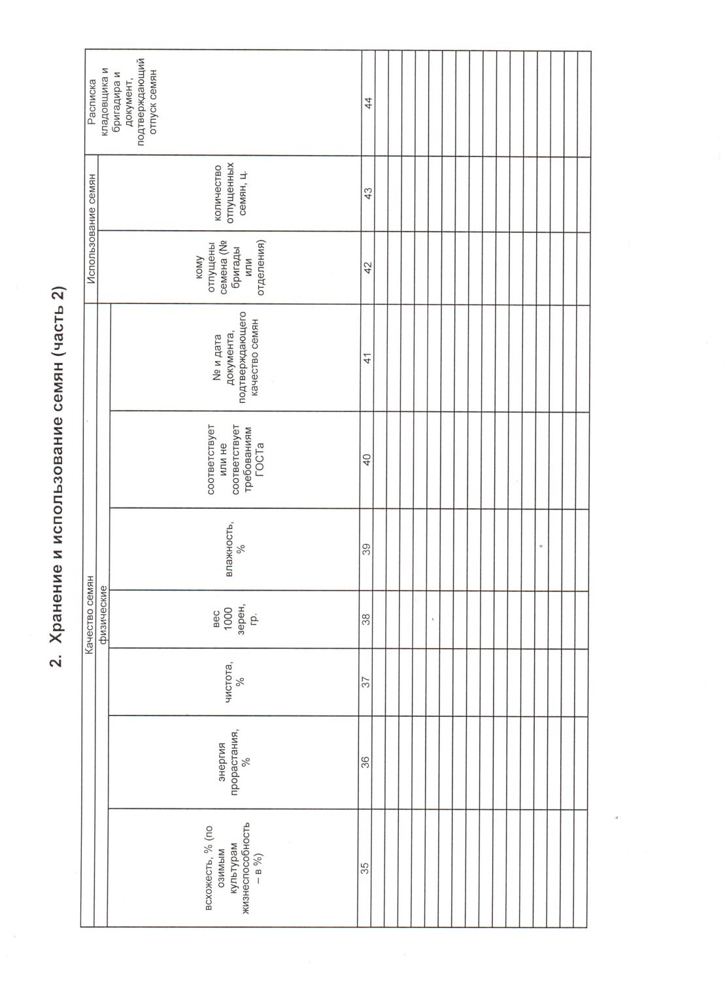 2. Хранение и использование семян (часть 2)
Качество семян
Использование семян
Расписка
кладовщика и
бригадира и
документ,
подтверждающий
отпуск семян
физические
всхожесть, % (по
озимым
культурам
жизнеспособность
– в %)
энергия
прорастания,
%
чистота,
%
вес
1000
зерен,
гр.
влажность,
%
соответствует
или не
соответствует
требованиям
ГОСТа
№ и дата
документа,
подтверждающего
качество семян
кому
отпущены
семена (№
бригады
или
отделения)
количество
отпущенных
семян, ц.
35 36 37 38 39 40 41 42 43 44